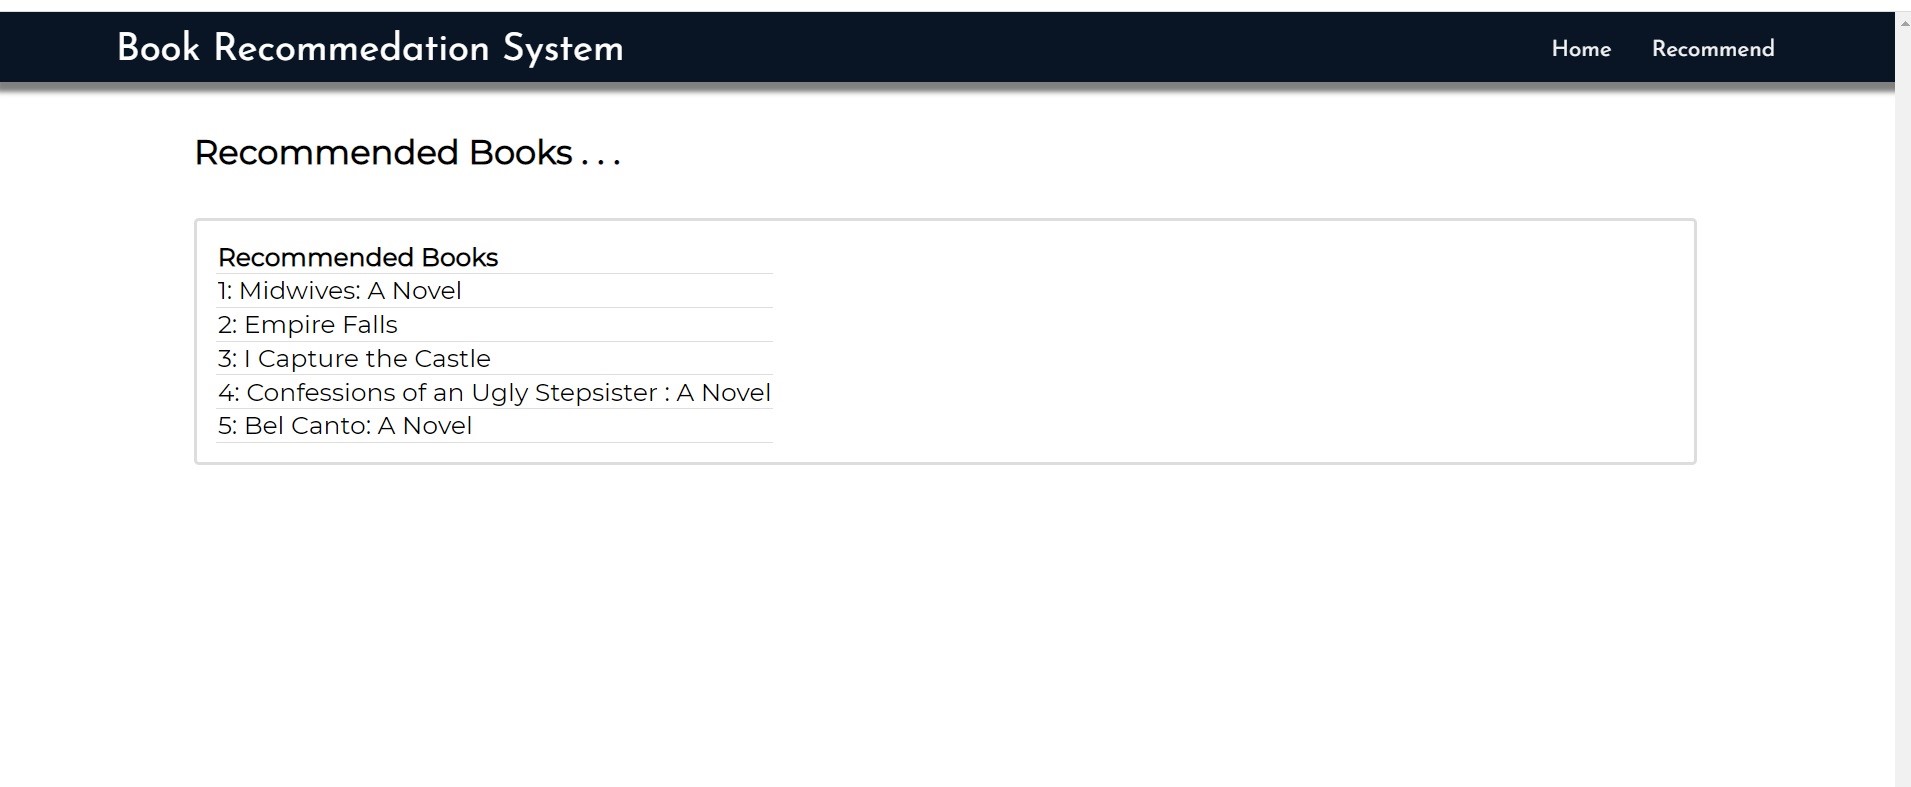 Book Recommedation System
Home
Recommend
Recommended Books . . .
Recommended Books
1: Midwives: A Novel
2: Empire Falls
3: I Capture the Castle
4: Confessions of an Ugly Stepsister : A Novel
5: Bel Canto: A Novel